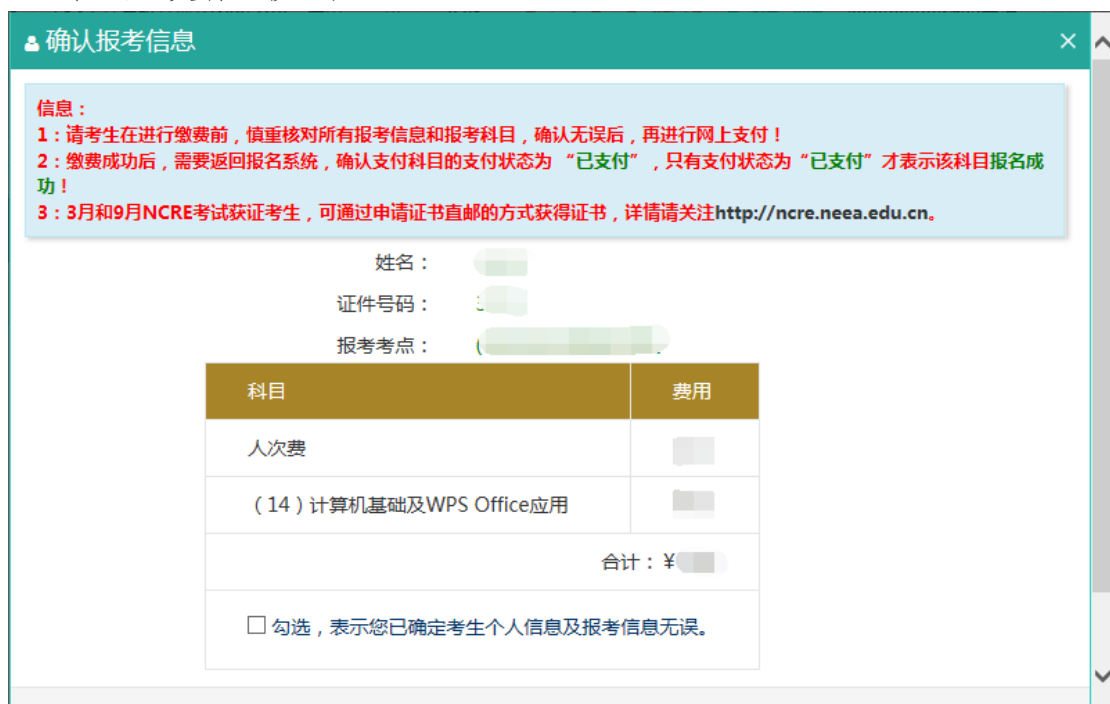 确认报考信息
信息：
1：请考生在进行缴费前，慎重核对所有报考信息和报考科目，确认无误后，再进行网上支付！
2：缴费成功后，需要返回报名系统，确认支付科目的支付状态为 “已支付”，只有支付状态为“已支付”才表示该科目报名成
功！
3：3月和9月NCRE考试获证考生，可通过申请证书直邮的方式获得证书，详情请关注http://ncre.neea.edu.cn。
姓名：
证件号码：
报考考点： (
科目 费用
人次费
（14）计算机基础及WPS Office应用
合计：¥
勾选，表示您已确定考生个人信息及报考信息无误。